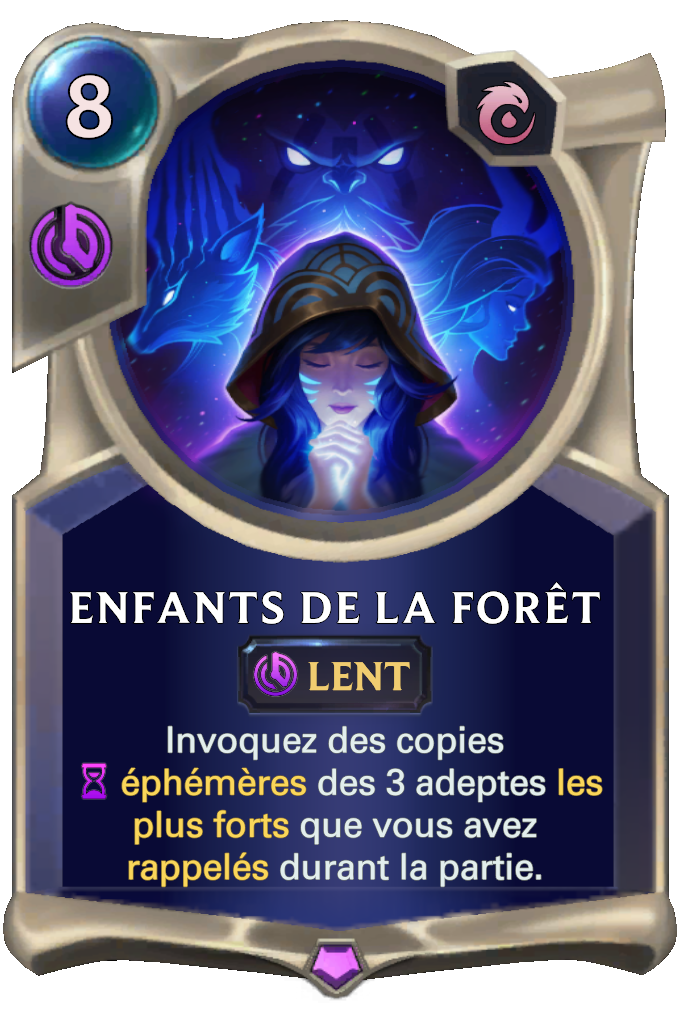 8
ENFANTS DE LA FORÊT
LENT
Invoquez des copies
éphémères des 3 adeptes les
plus forts que vous avez
rappelés durant la partie.